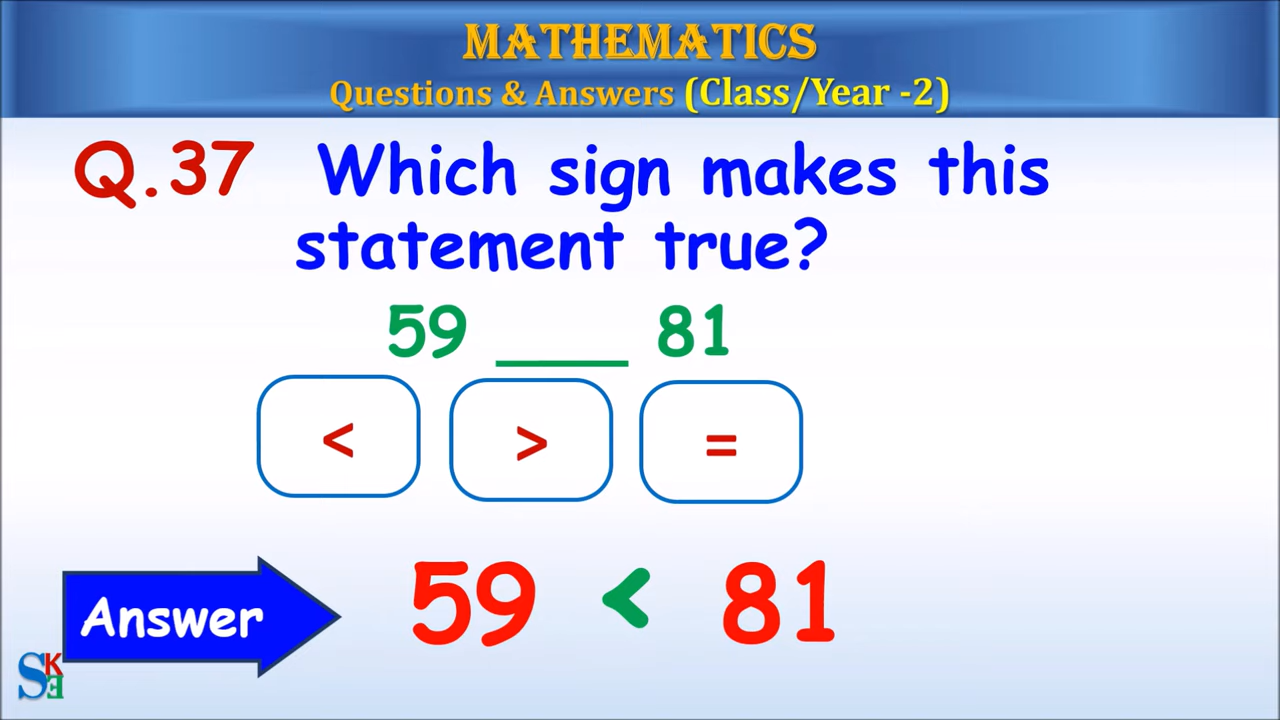 MATHEMATICS
Questions & Answers (Class/Year -2)
Q.37 Which sign makes this
statement true?
59 ____ 81
< > =
Answer 59 < 81
SKE